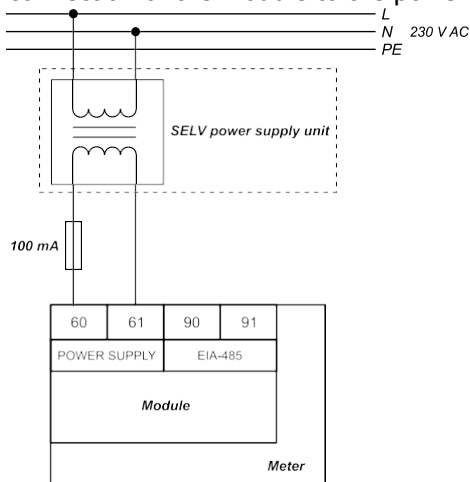 L
N 230 V AC
PE
SELV power supply unit
100 mA
60 61 90 91
POWER SUPPLY EIA-485
Module
Meter